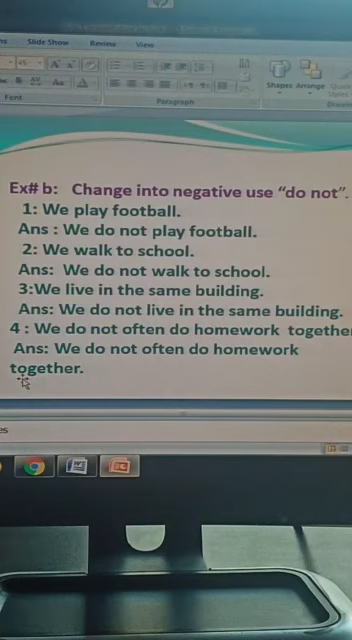 Slide Show Review View
45
Font Paragraph
Shapes Arrange
Ex# b: Change into negative use “do not”.
1: We play football.
Ans : We do not play football.
2: We walk to school.
Ans: We do not walk to school.
3:We live in the same building.
Ans: We do not live in the same building.
4 : We do not often do homework together
Ans: We do not often do homework
together.